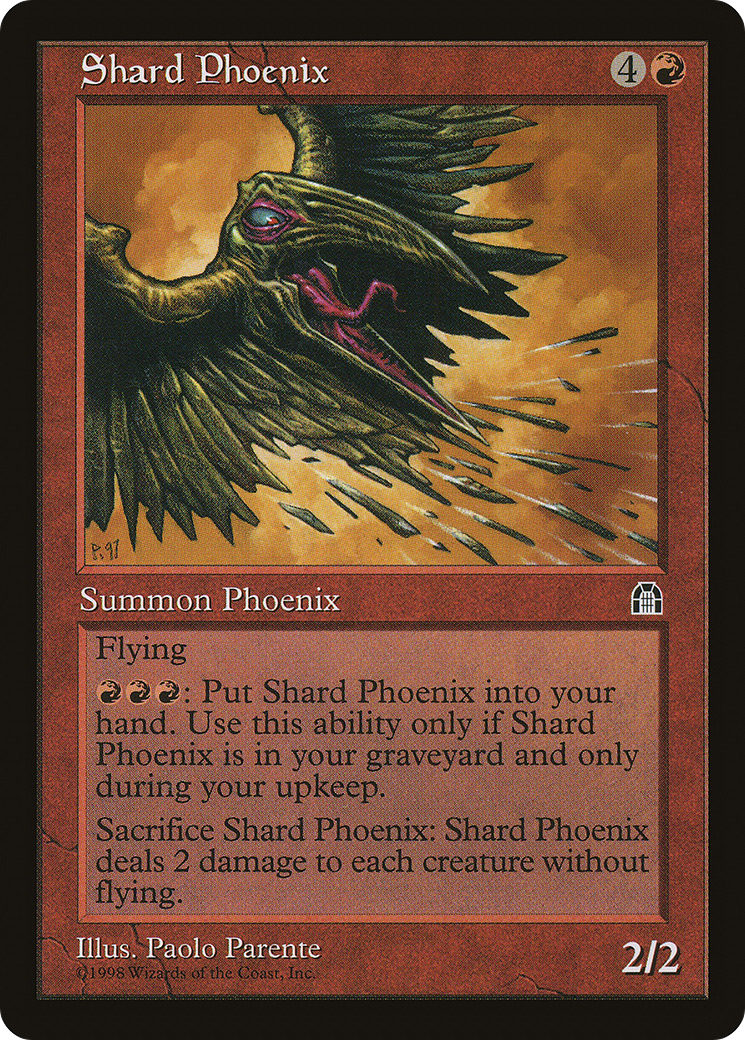 Shard Phoenix
4
P. 97
Summon Phoenix
Flying
: Put Shard Phoenix into your
hand. Use this ability only if Shard
Phoenix is in your graveyard and only
during your upkeep.
Sacrifice Shard Phoenix: Shard Phoenix
deals 2 damage to each creature without
flying.
Illus. Paolo Parente
©1998 Wizards of the Coast, Inc.
2/2